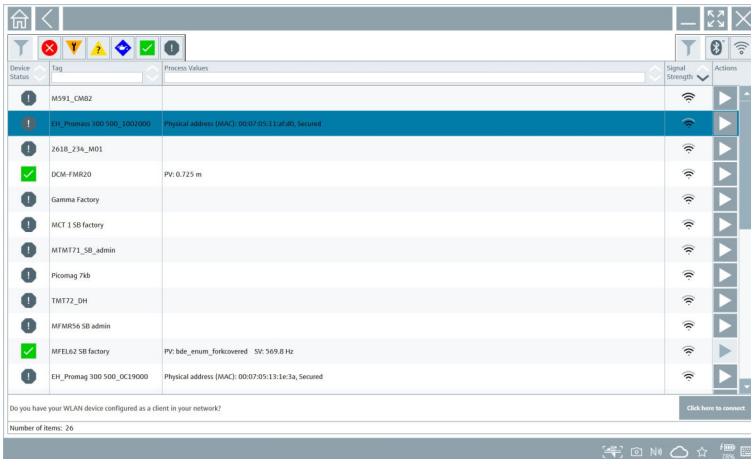 Device Status
Tag
Process Values
Signal Strength
Actions
M591_CM82
EH_Promass 300 500_1002000 Physical address (MAC): 00:07:05:11:af:d0, Secured
2618_234_M01
DCM-FMR20 PV: 0.725 m
Gamma Factory
MCT 1 SB factory
MTMT71_SB_admin
Picomag 7kb
TMT72_DH
MFMR56 SB admin
MFEL62 SB factory PV: bde_enum_forkcovered SV: 569.8 Hz
EH_Promag 300 500_0C19000 Physical address (MAC): 00:07:05:13:1e:3a, Secured
Do you have your WLAN device configured as a client in your network? Click here to connect
Number of items: 26
78%